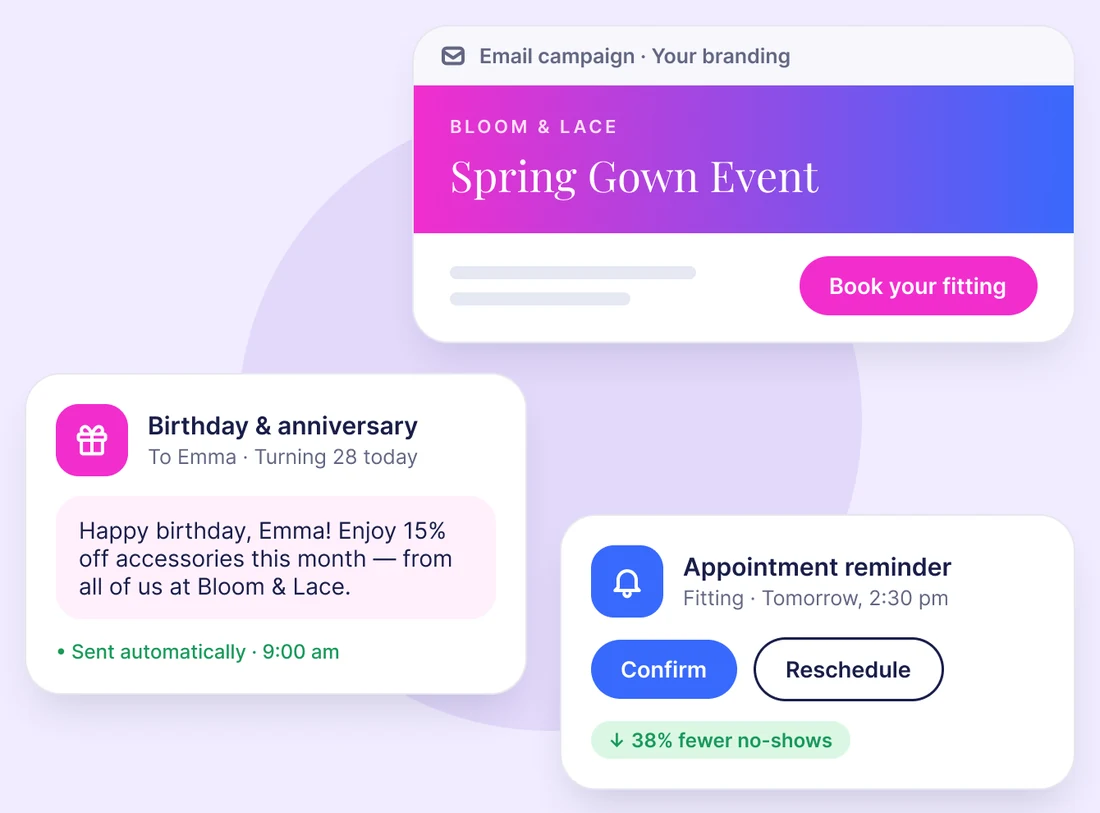 Email campaign · Your branding
BLOOM & LACE
Spring Gown Event
Book your fitting
Birthday & anniversary
To Emma · Turning 28 today
Happy birthday, Emma! Enjoy 15%
off accessories this month — from
all of us at Bloom & Lace.
• Sent automatically · 9:00 am
Appointment reminder
Fitting · Tomorrow, 2:30 pm
Confirm
Reschedule
↓ 38% fewer no-shows